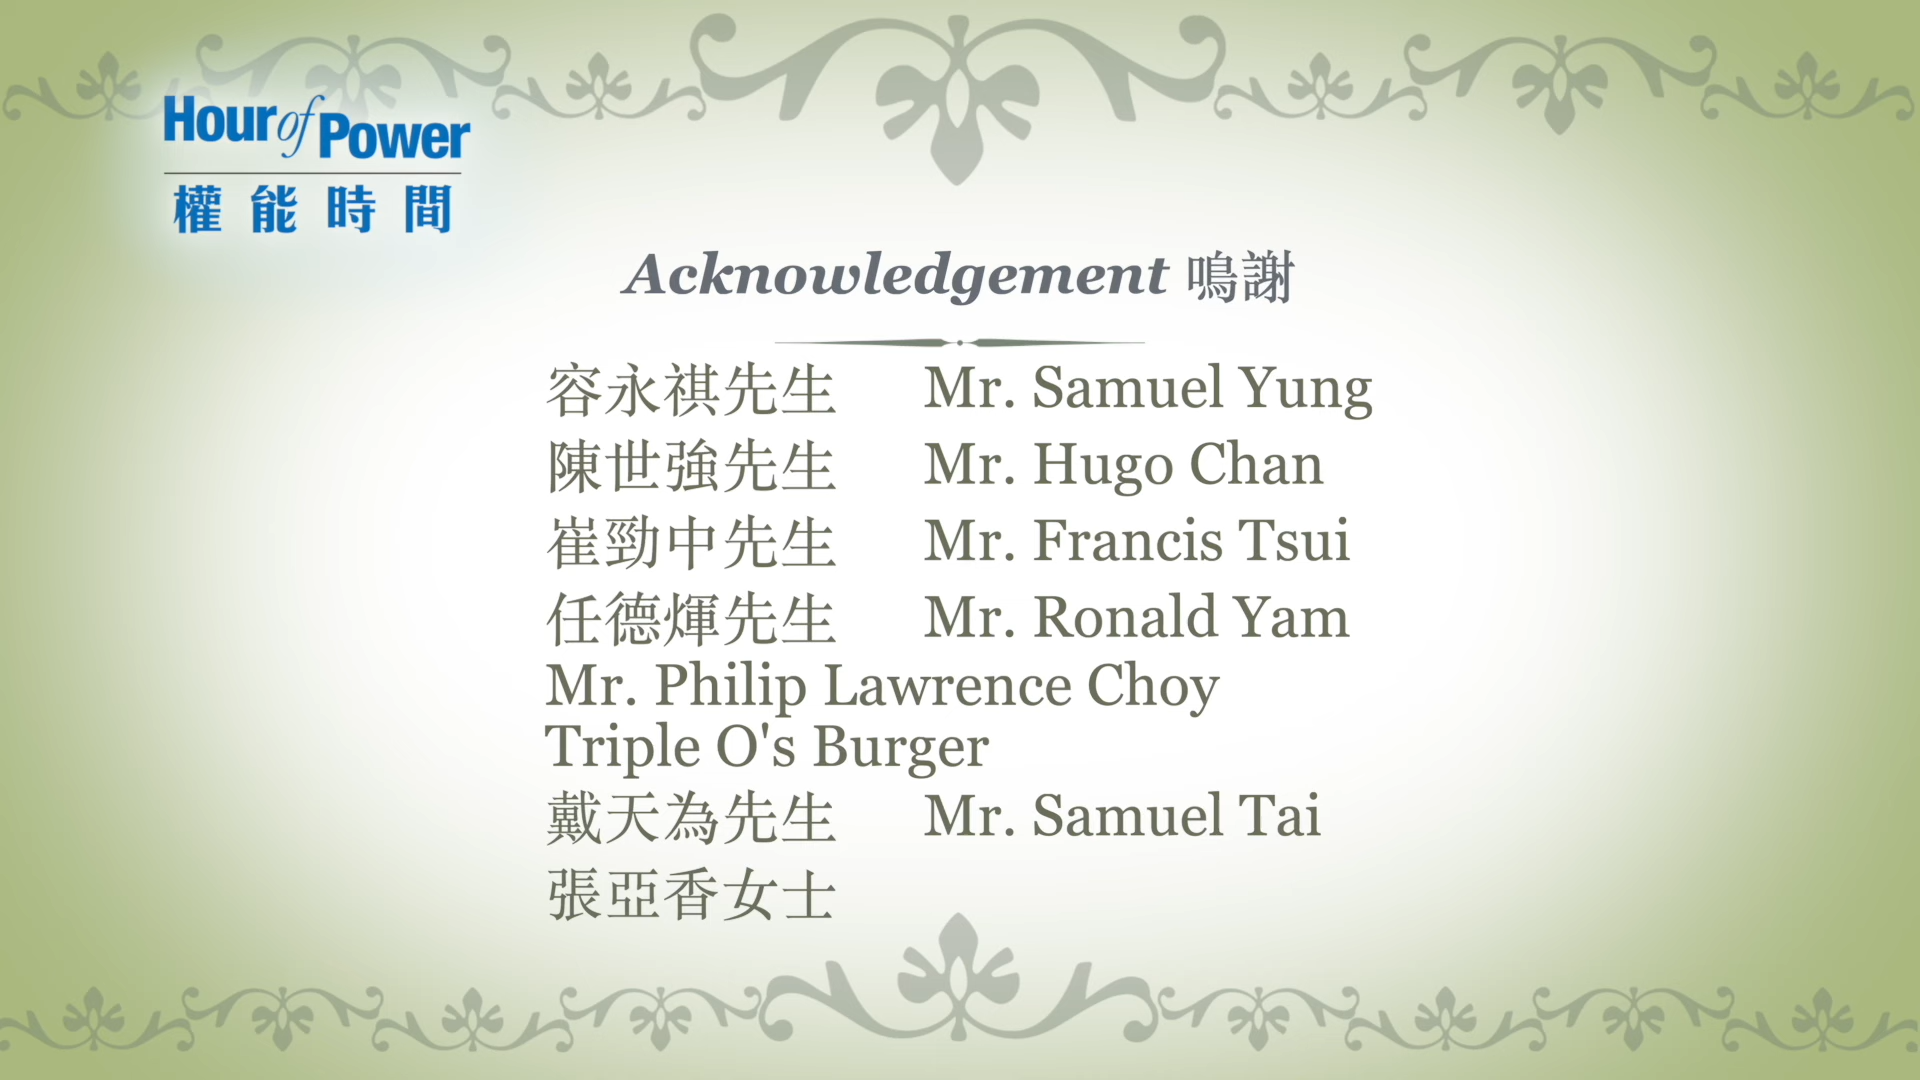 Hour of Power
權能時間
Acknowledgement 鳴謝
容永祺先生 Mr. Samuel Yung
陳世強先生 Mr. Hugo Chan
崔勁中先生 Mr. Francis Tsui
任德煇先生 Mr. Ronald Yam
Mr. Philip Lawrence Choy
Triple O's Burger
戴天為先生 Mr. Samuel Tai
張亞香女士